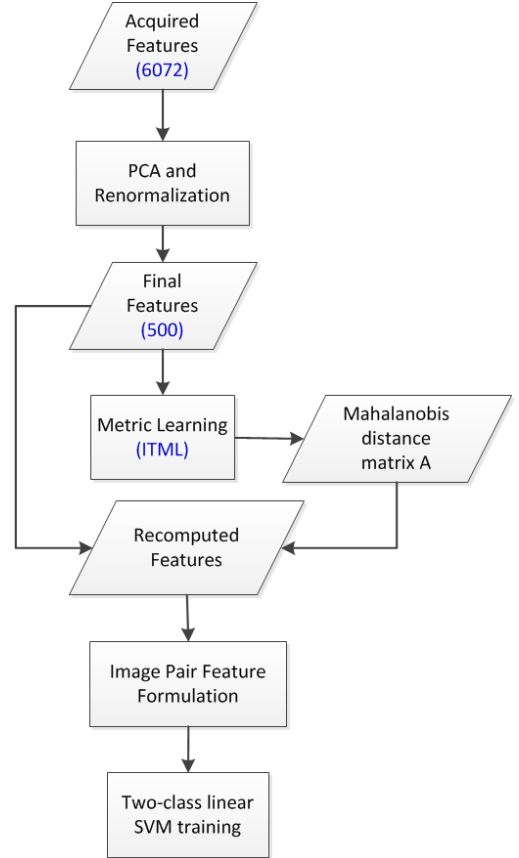 Acquired
Features
(6072)
PCA and
Renormalization
Final
Features
(500)
Metric Learning
(ITML)
Mahalanobis
distance
matrix A
Recomputed
Features
Image Pair Feature
Formulation
Two-class linear
SVM training